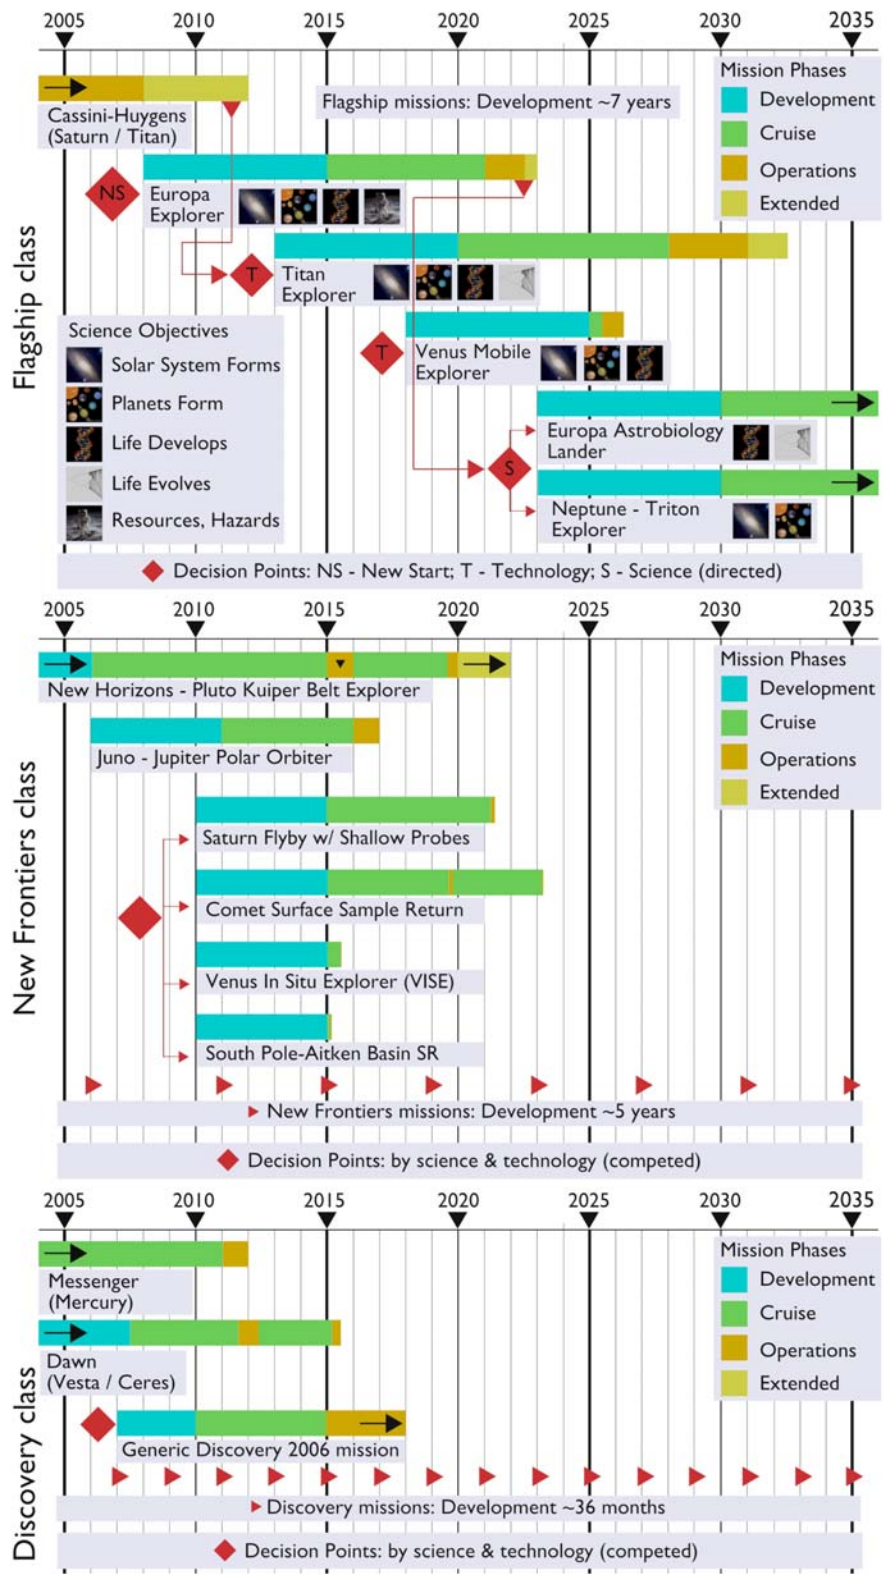 2005 2010 2015 2020 2025 2030 2035
Flagship class
Cassini-Huygens
(Saturn / Titan)
Flagship missions: Development ~7 years
Mission Phases
Development
Cruise
Operations
Extended
NS
Europa
Explorer
T
Titan
Explorer
Science Objectives
Solar System Forms
Planets Form
Life Develops
Life Evolves
Resources, Hazards
T
Venus Mobile
Explorer
S
Europa Astrobiology
Lander
Neptune - Triton
Explorer
Decision Points: NS - New Start; T - Technology; S - Science (directed)
2005 2010 2015 2020 2025 2030 2035
New Frontiers class
New Horizons - Pluto Kuiper Belt Explorer
Mission Phases
Development
Cruise
Operations
Extended
Juno - Jupiter Polar Orbiter
Saturn Flyby w/ Shallow Probes
Comet Surface Sample Return
Venus In Situ Explorer (VISE)
South Pole-Aitken Basin SR
New Frontiers missions: Development ~5 years
Decision Points: by science & technology (competed)
2005 2010 2015 2020 2025 2030 2035
Discovery class
Messenger
(Mercury)
Mission Phases
Development
Cruise
Operations
Extended
Dawn
(Vesta / Ceres)
Generic Discovery 2006 mission
Discovery missions: Development ~36 months
Decision Points: by science & technology (competed)